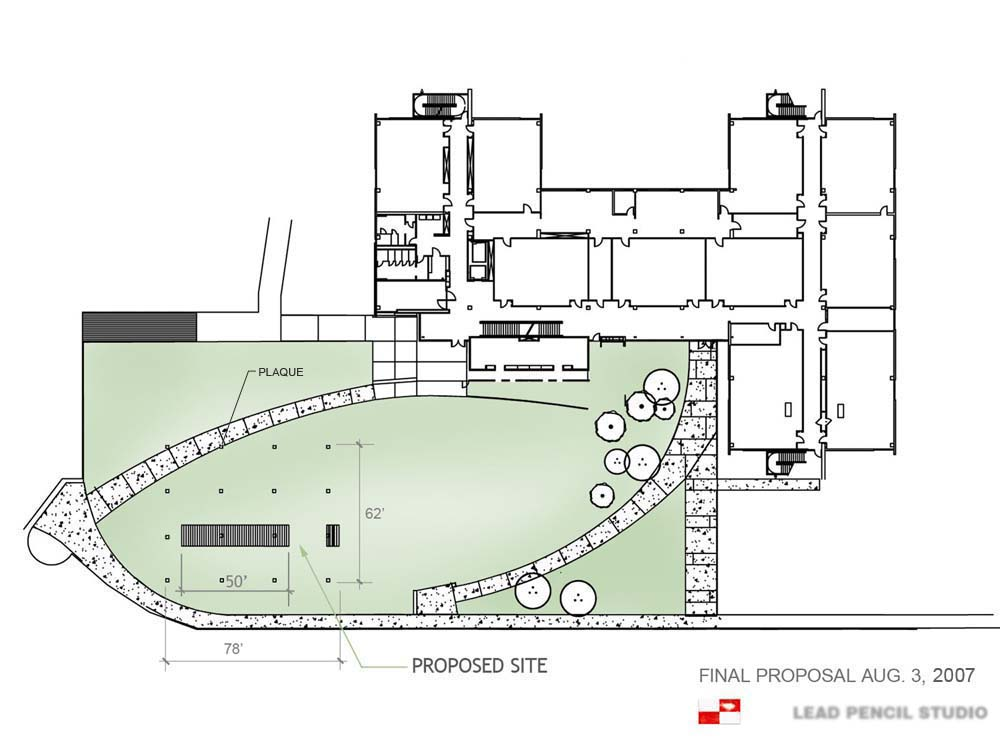 PLAQUE
62'
50'
78'
PROPOSED SITE
FINAL PROPOSAL AUG. 3, 2007
LEAD PENCIL STUDIO